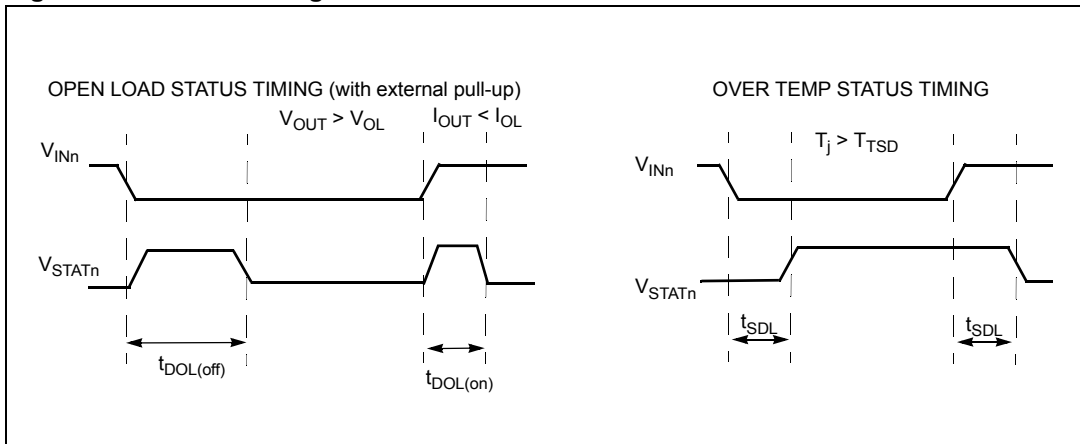 OPEN LOAD STATUS TIMING (with external pull-up)
V_OUT > V_OL
I_OUT < I_OL
V_INn
V_STATn
t_DOL(off)
t_DOL(on)
OVER TEMP STATUS TIMING
T_j > T_TSD
V_INn
V_STATn
t_SDL
t_SDL